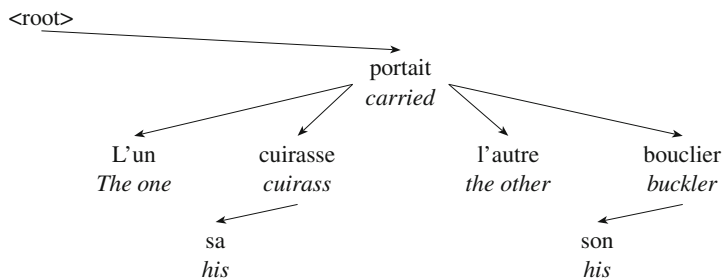 <root>
portait
carried
L'un cuirasse l'autre bouclier
The one cuirass the other buckler
sa son
his his